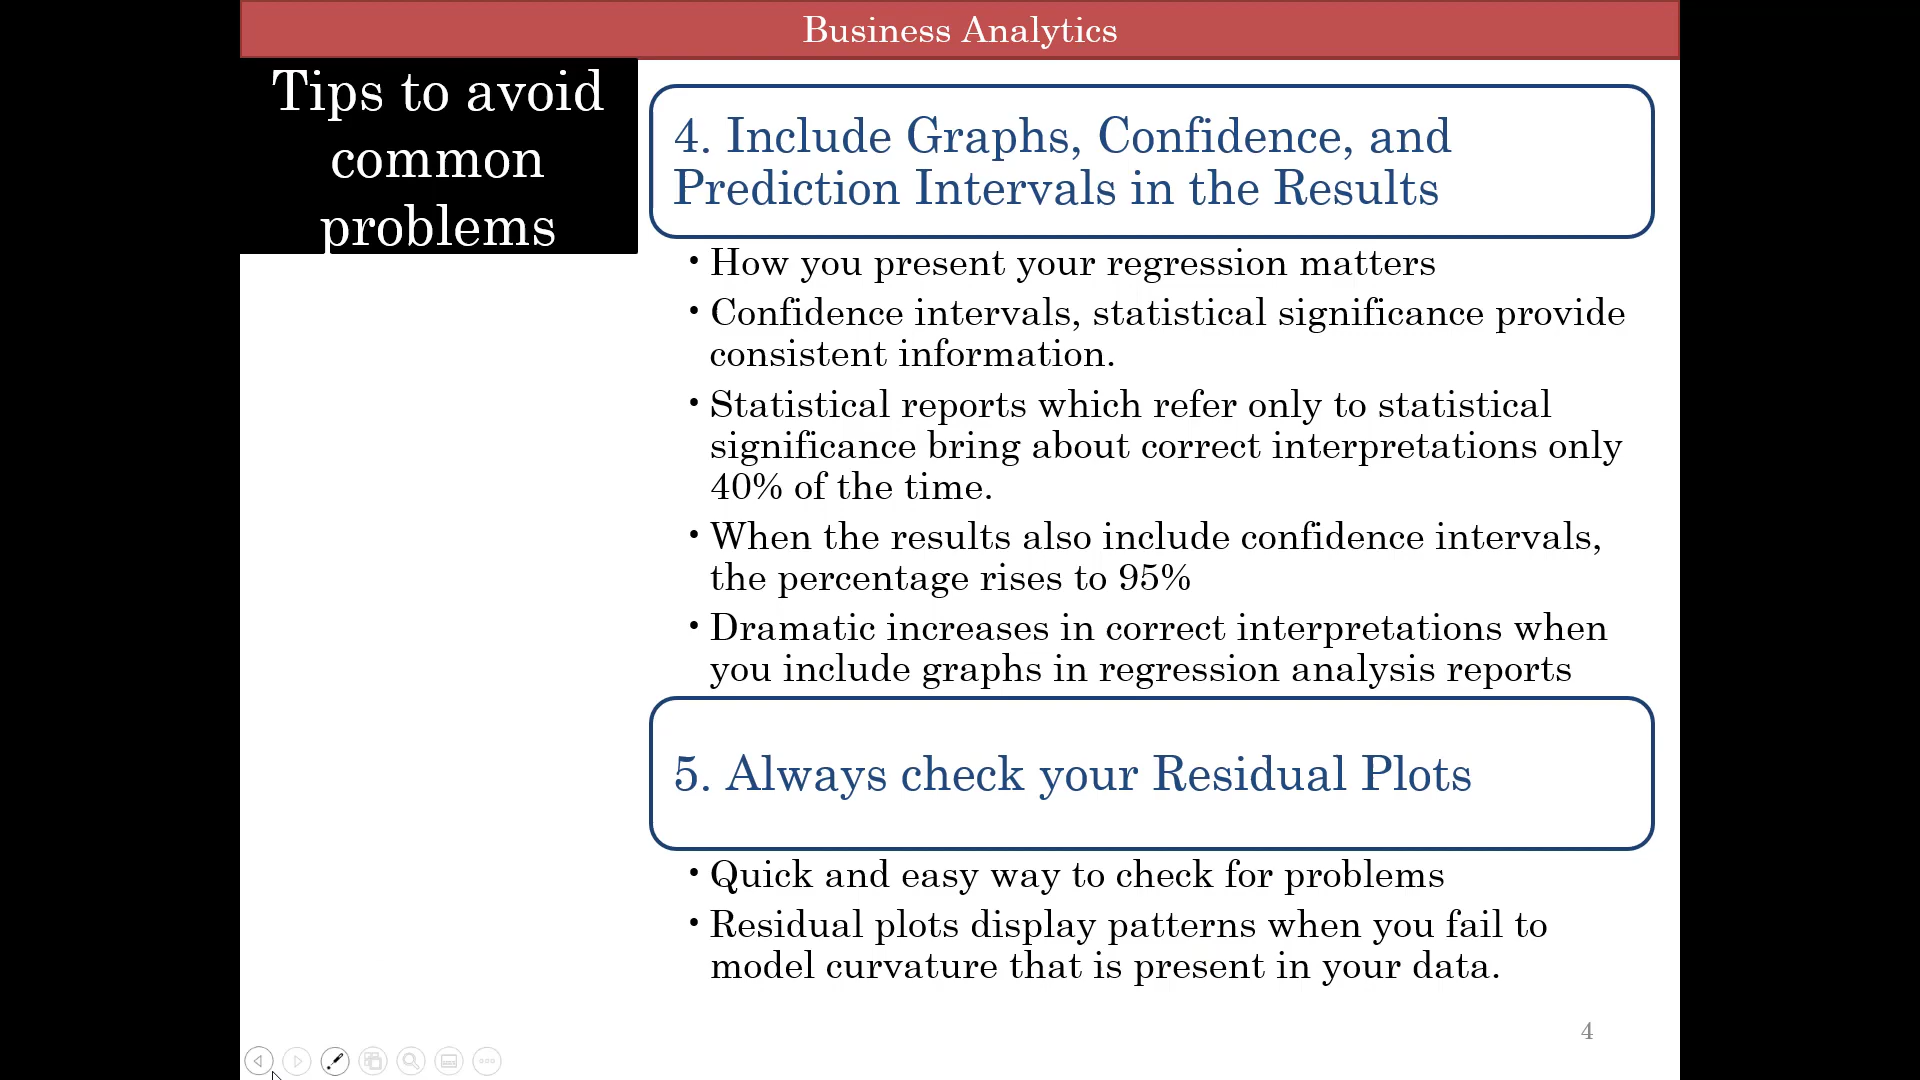 Business Analytics
Tips to avoid
common
problems
4. Include Graphs, Confidence, and
Prediction Intervals in the Results
• How you present your regression matters
• Confidence intervals, statistical significance provide
consistent information.
• Statistical reports which refer only to statistical
significance bring about correct interpretations only
40% of the time.
• When the results also include confidence intervals,
the percentage rises to 95%
• Dramatic increases in correct interpretations when
you include graphs in regression analysis reports
5. Always check your Residual Plots
• Quick and easy way to check for problems
• Residual plots display patterns when you fail to
model curvature that is present in your data.
4